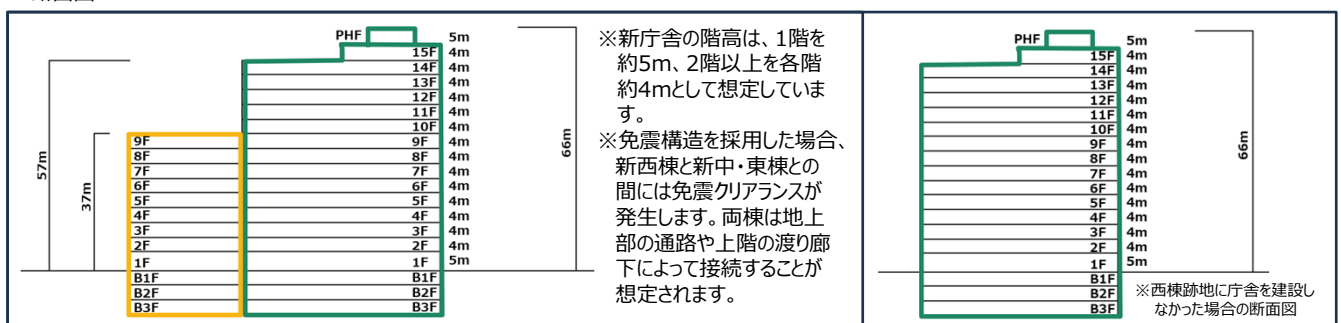 PHF 5m
15F 4m
14F 4m
13F 4m
12F 4m
11F 4m
10F 4m
9F 9F 4m
8F 8F 4m
7F 7F 4m
6F 6F 4m
5F 5F 4m
4F 4F 4m
3F 3F 4m
2F 2F 4m
1F 1F 5m
B1F B1F
B2F B2F
B3F B3F
57m
37m
66m
※新庁舎の階高は、1階を
約5m、2階以上を各階
約4mとして想定していま
す。
※免震構造を採用した場合、
新西棟と新中・東棟との
間には免震クリアランスが
発生します。両棟は地上
部の通路や上階の渡り廊
下によって接続することが
想定されます。
PHF 5m
15F 4m
14F 4m
13F 4m
12F 4m
11F 4m
10F 4m
9F 4m
8F 4m
7F 4m
6F 4m
5F 4m
4F 4m
3F 4m
2F 4m
1F 5m
B1F
B2F
B3F
66m
※西棟跡地に庁舎を建設し
なかった場合の断面図